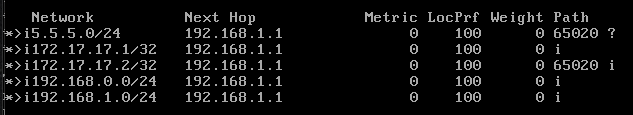 Network Next Hop Metric LocPrf Weight Path
*>i5.5.5.0/24 192.168.1.1 0 100 0 65020 ?
*>i172.17.17.1/32 192.168.1.1 0 100 0 i
*>i172.17.17.2/32 192.168.1.1 0 100 0 65020 i
*>i192.168.0.0/24 192.168.1.1 0 100 0 i
*>i192.168.1.0/24 192.168.1.1 0 100 0 i